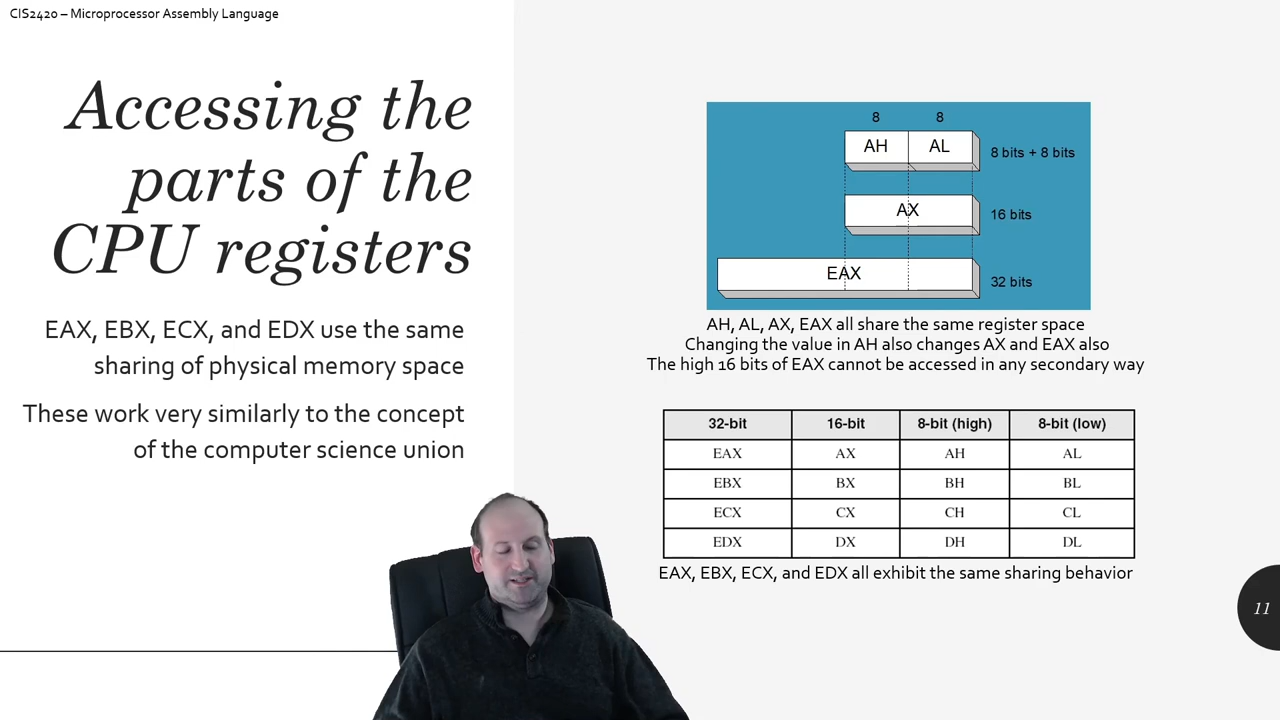 CIS2420 – Microprocessor Assembly Language
Accessing the
parts of the
CPU registers
EAX, EBX, ECX, and EDX use the same
sharing of physical memory space
These work very similarly to the concept
of the computer science union
8 8
AH AL 8 bits + 8 bits
AX 16 bits
EAX 32 bits
AH, AL, AX, EAX all share the same register space
Changing the value in AH also changes AX and EAX also
The high 16 bits of EAX cannot be accessed in any secondary way
32-bit 16-bit 8-bit (high) 8-bit (low)
EAX AX AH AL
EBX BX BH BL
ECX CX CH CL
EDX DX DH DL
EAX, EBX, ECX, and EDX all exhibit the same sharing behavior
11